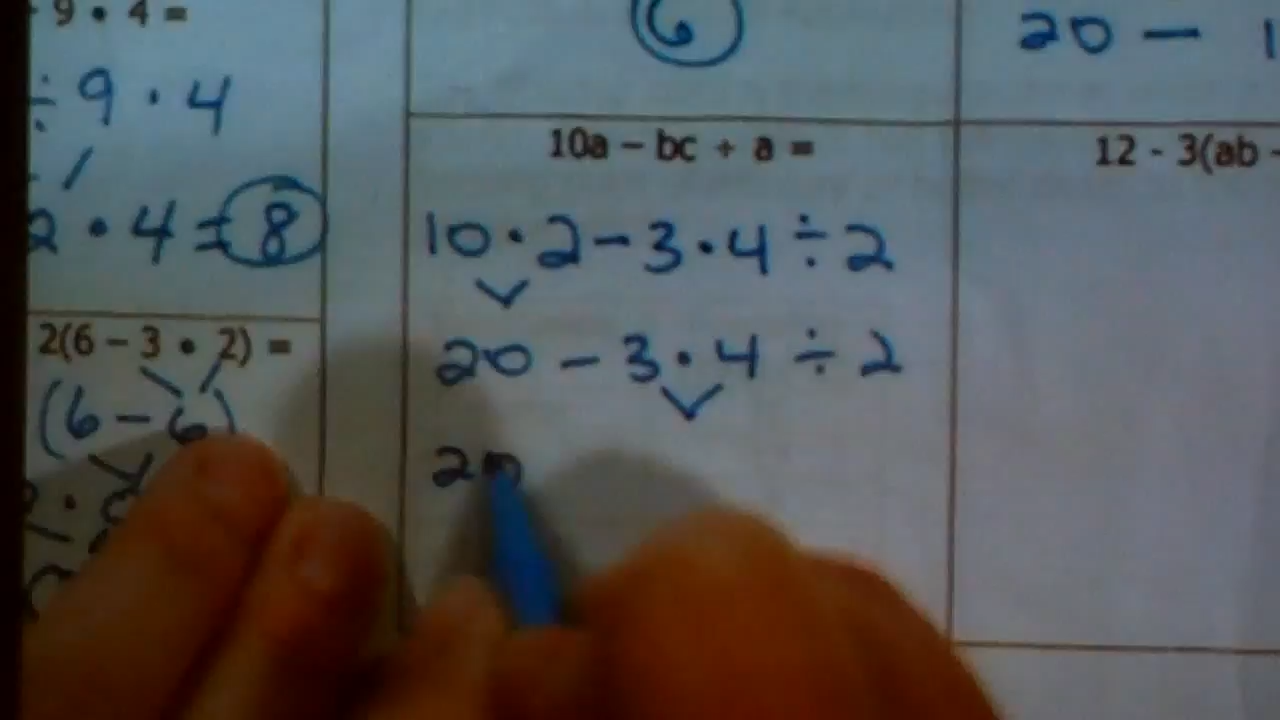 9 • 4 =
÷ 9 · 4
2 • 4 = 8
2(6 – 3 • 2) =
(6 – 6)
6
10a – bc ÷ a =
10 · 2 – 3 · 4 ÷ 2
20 – 3 · 4 ÷ 2
20
20 –
12 - 3(ab -